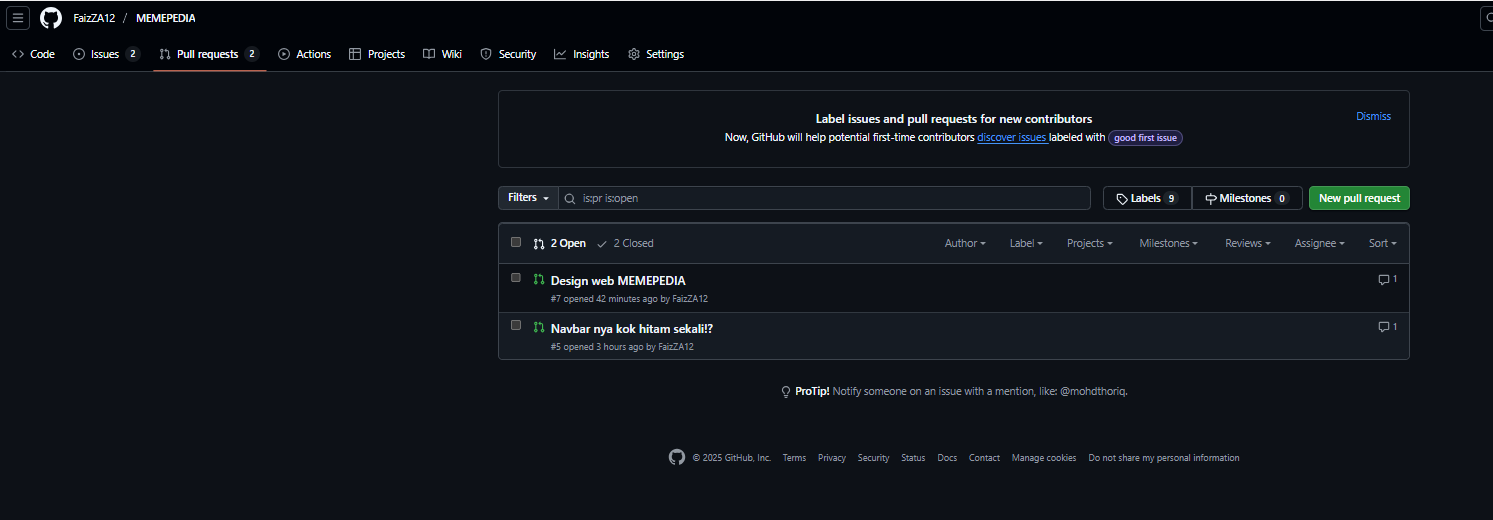 FaizZA12 / MEMEPEDIA
Code Issues 2 Pull requests 2 Actions Projects Wiki Security Insights Settings
Label issues and pull requests for new contributors
Dismiss
Now, GitHub will help potential first-time contributors discover issues labeled with good first issue
Filters is:pr is:open Labels 9 Milestones 0 New pull request
2 Open 2 Closed Author Label Projects Milestones Reviews Assignee Sort
Design web MEMEPEDIA 1
#7 opened 42 minutes ago by FaizZA12
Navbar nya kok hitam sekali!? 1
#5 opened 3 hours ago by FaizZA12
ProTip! Notify someone on an issue with a mention, like: @mohdthoriq.
© 2025 GitHub, Inc. Terms Privacy Security Status Docs Contact Manage cookies Do not share my personal information